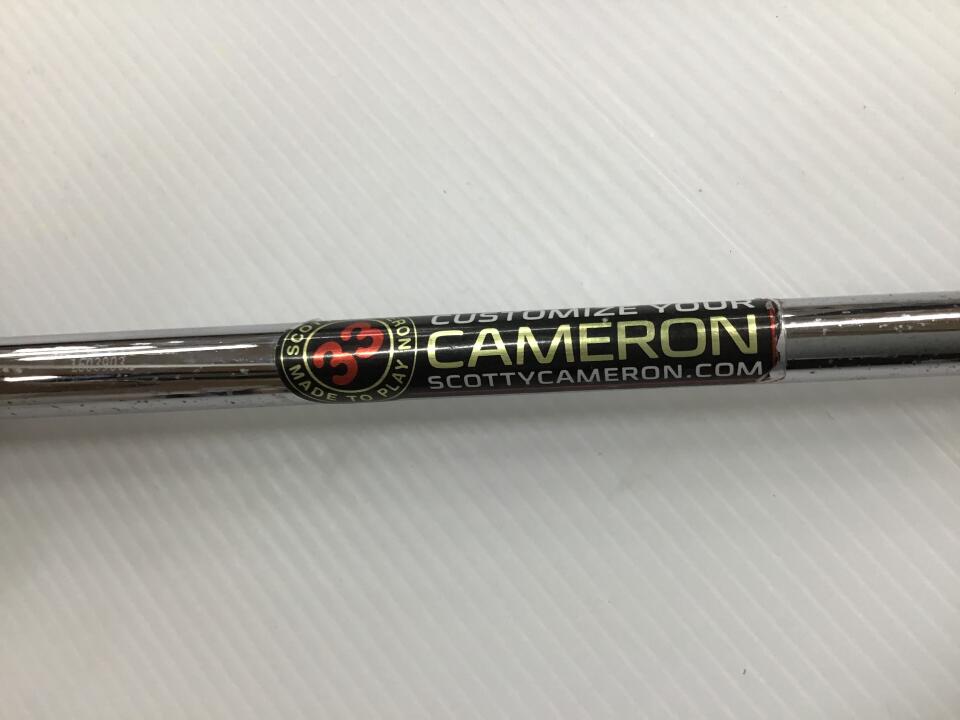 33
MADE TO PLAY
CUSTOMIZE YOUR
CAMERON
SCOTTYCAMERON.COM